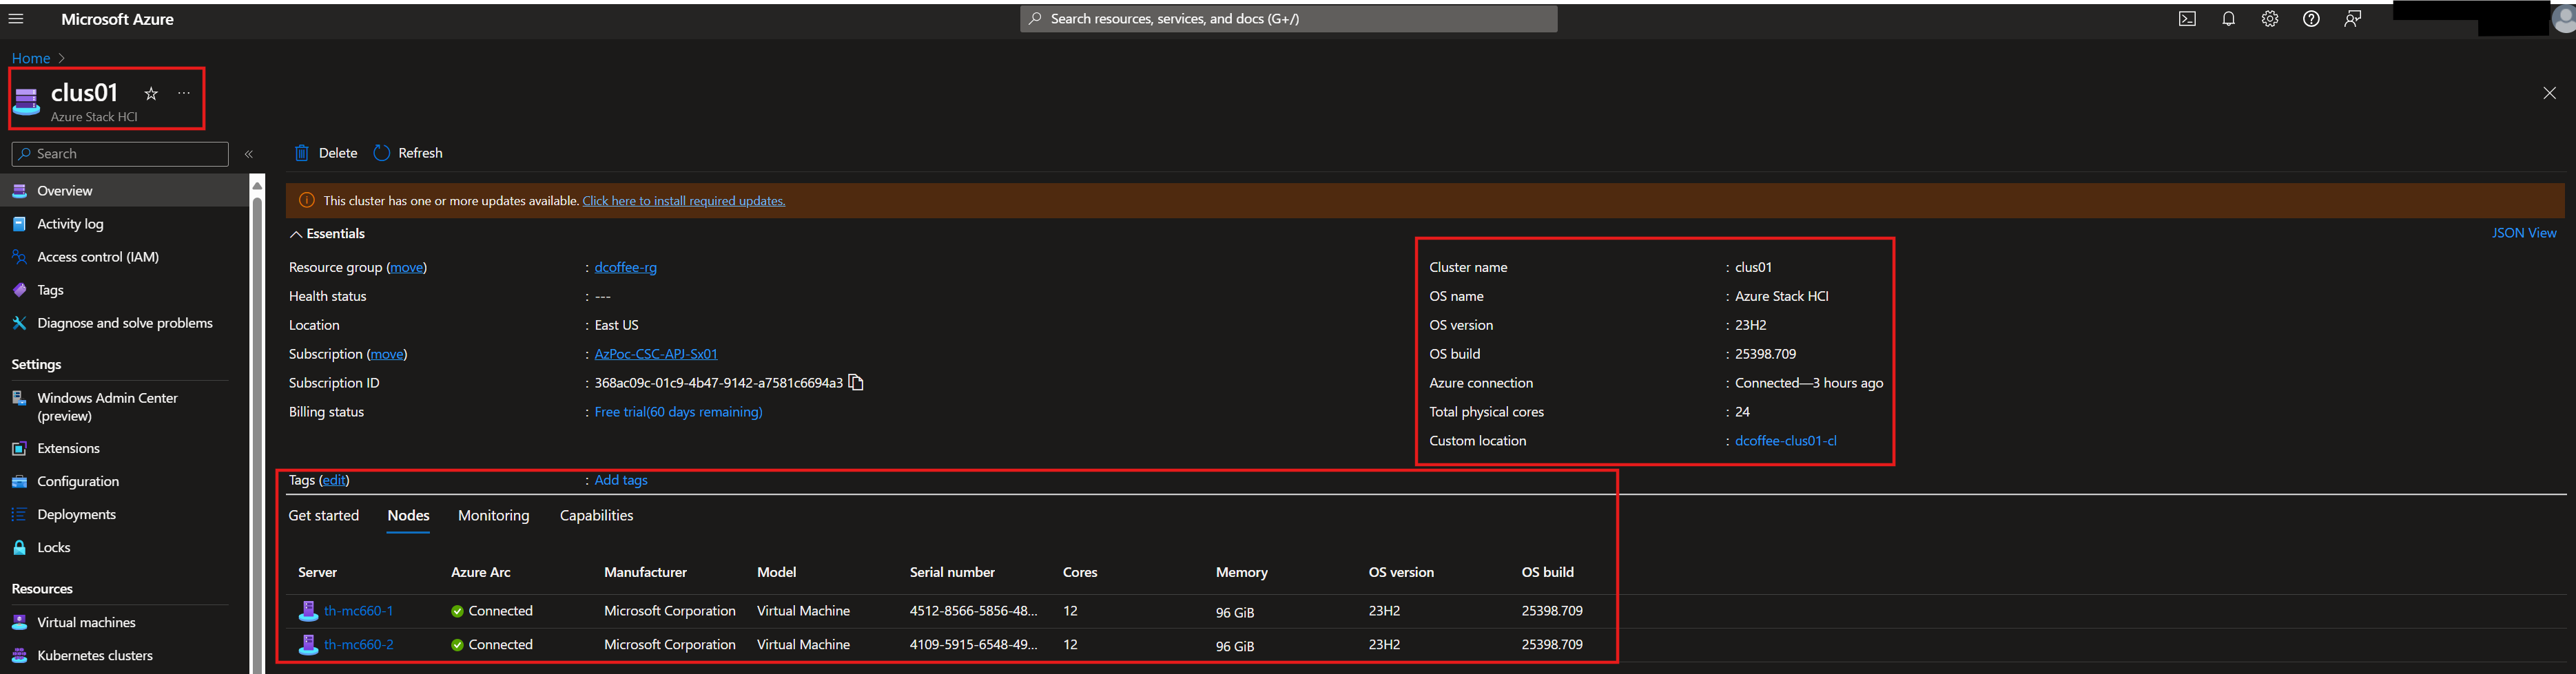 Microsoft Azure
Search resources, services, and docs (G+/)
Home >
clus01 ...
Azure Stack HCI
Search «
Overview
Activity log
Access control (IAM)
Tags
Diagnose and solve problems
Settings
Windows Admin Center
(preview)
Extensions
Configuration
Deployments
Locks
Resources
Virtual machines
Kubernetes clusters
Delete Refresh
This cluster has one or more updates available. Click here to install required updates.
Essentials JSON View
Resource group (move) : dcoffee-rg
Health status : ---
Location : East US
Subscription (move) : AzPoc-CSC-APJ-Sx01
Subscription ID : 368ac09c-01c9-4b47-9142-a7581c6694a3
Billing status : Free trial(60 days remaining)
Cluster name : clus01
OS name : Azure Stack HCI
OS version : 23H2
OS build : 25398.709
Azure connection : Connected—3 hours ago
Total physical cores : 24
Custom location : dcoffee-clus01-cl
Tags (edit) : Add tags
Get started Nodes Monitoring Capabilities
Server Azure Arc Manufacturer Model Serial number Cores Memory OS version OS build
th-mc660-1 Connected Microsoft Corporation Virtual Machine 4512-8566-5856-48... 12 96 GiB 23H2 25398.709
th-mc660-2 Connected Microsoft Corporation Virtual Machine 4109-5915-6548-49... 12 96 GiB 23H2 25398.709